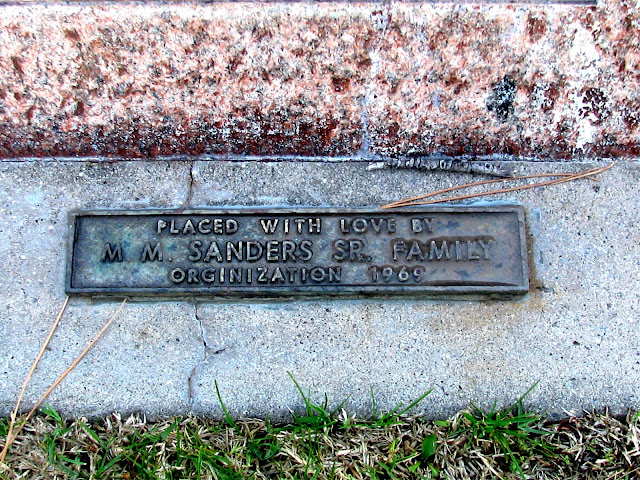 PLACED WITH LOVE BY
M. M. SANDERS SR. FAMILY
ORGINIZATION 1969